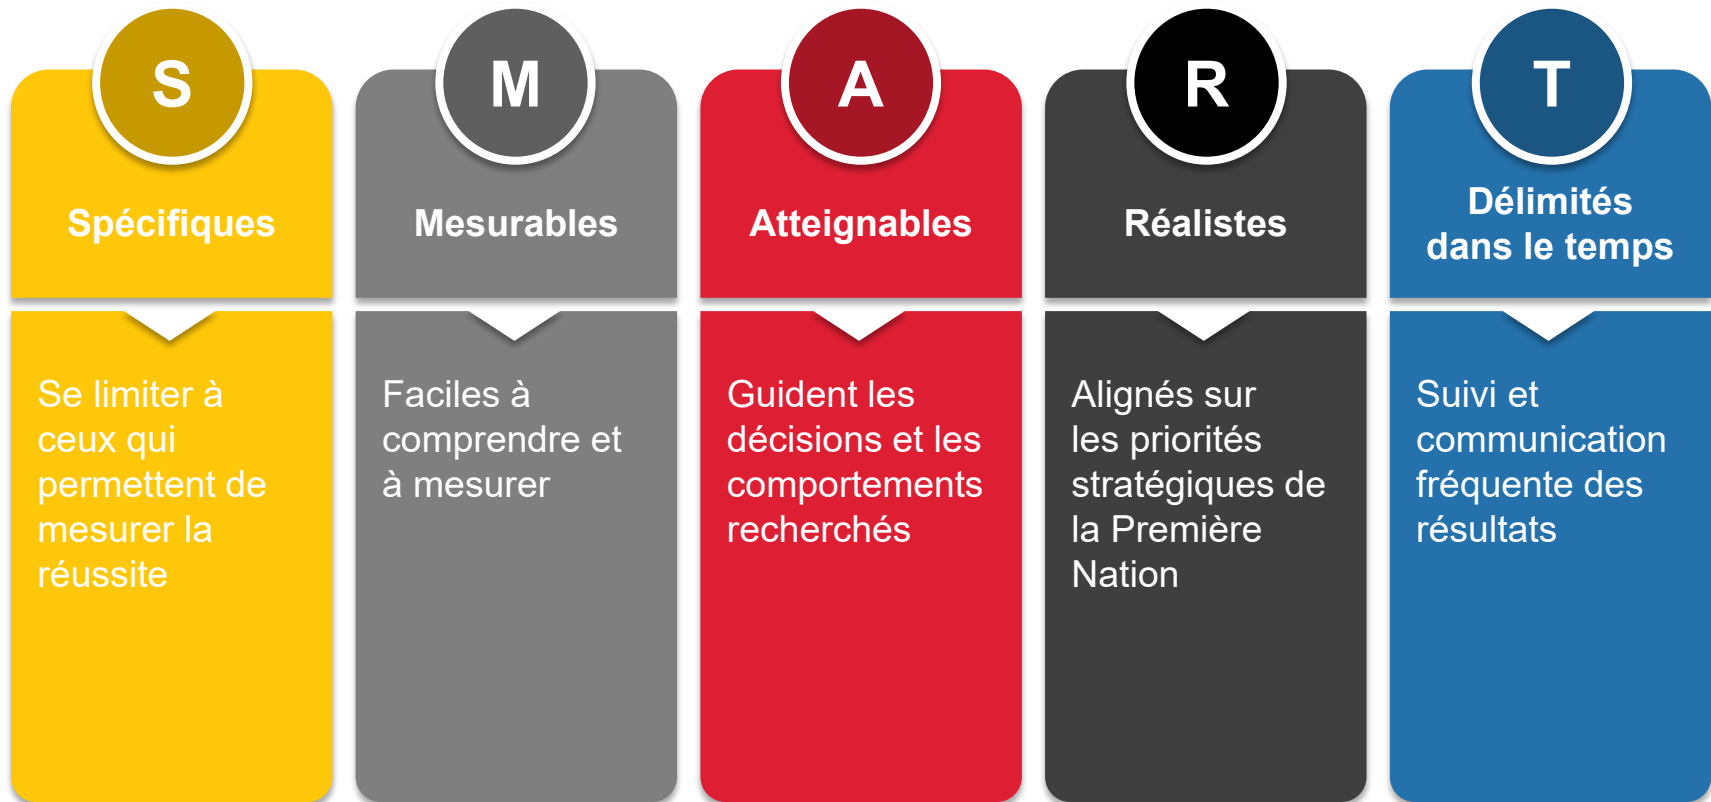 S
Spécifiques
Se limiter à
ceux qui
permettent de
mesurer la
réussite
M
Mesurables
Faciles à
comprendre et
à mesurer
A
Atteignables
Guident les
décisions et les
comportements
recherchés
R
Réalistes
Alignés sur
les priorités
stratégiques de
la Première
Nation
T
Délimités
dans le temps
Suivi et
communication
fréquente des
résultats